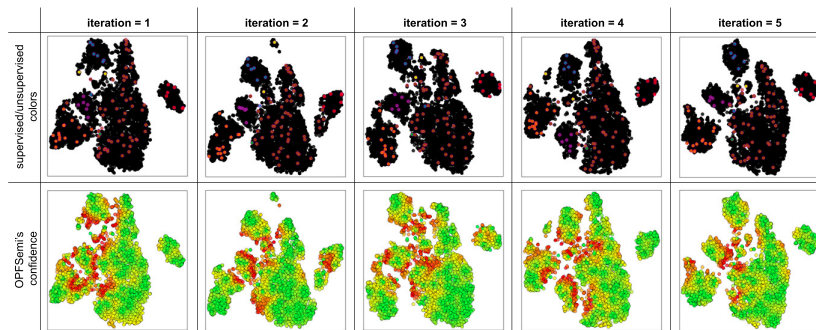 iteration = 1
iteration = 2
iteration = 3
iteration = 4
iteration = 5
supervised/unsupervised
colors
OPFSemi's
confidence